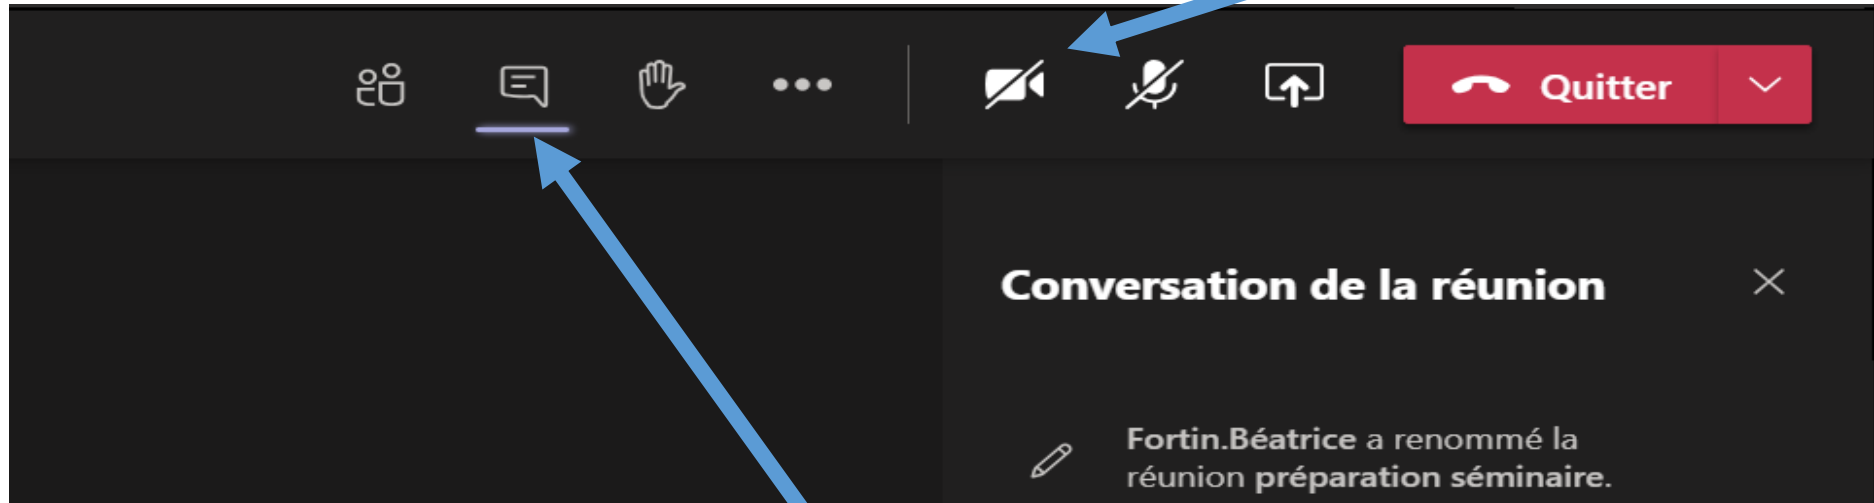 Quitter
Conversation de la réunion
Fortin.Béatrice a renommé la
réunion préparation séminaire.